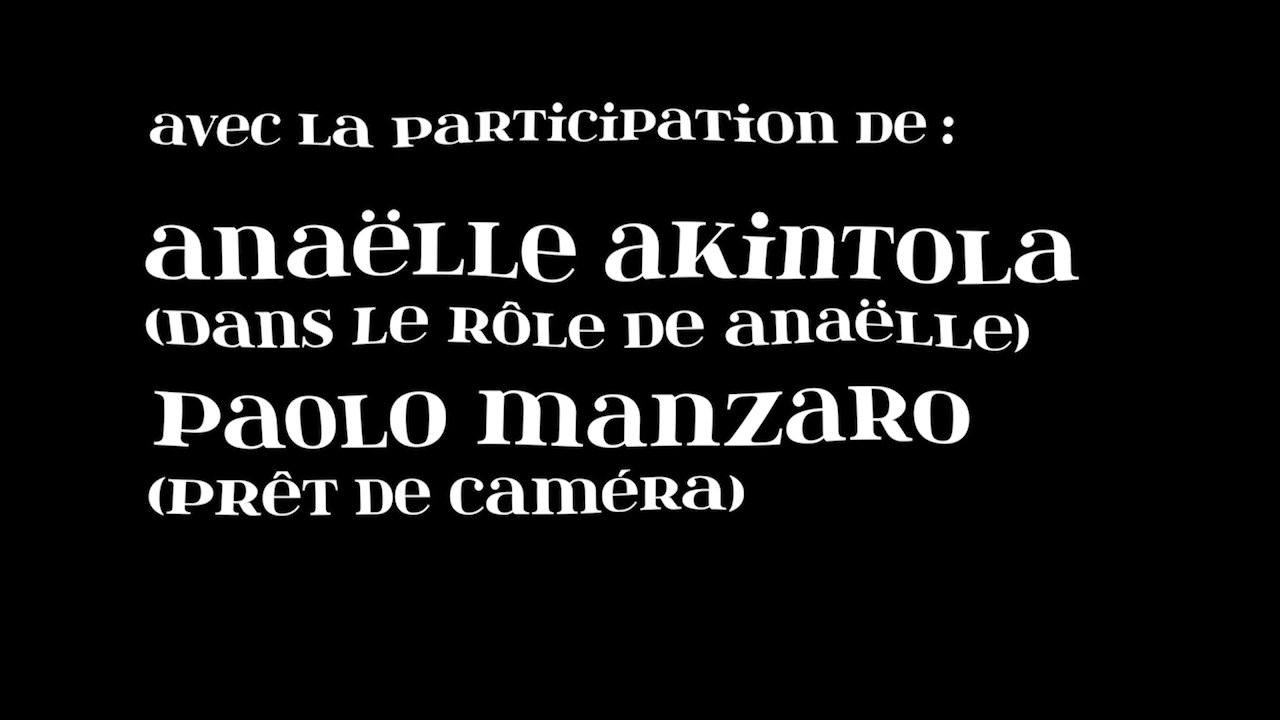 avec la participation de :
anaëlle akintola
(dans le rôle de anaëlle)
paolo manzaro
(prêt de caméra)